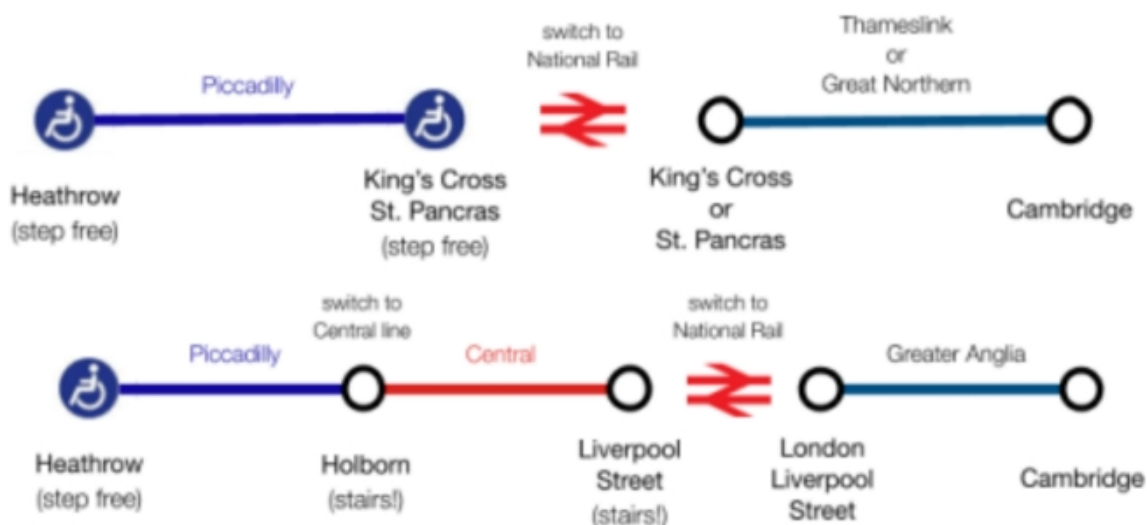 switch to
National Rail
Thameslink
or
Great Northern
Piccadilly
Heathrow
(step free)
King's Cross
St. Pancras
(step free)
King's Cross
or
St. Pancras
Cambridge
switch to
Central line
switch to
National Rail
Piccadilly
Central
Greater Anglia
Heathrow
(step free)
Holborn
(stairs!)
Liverpool
Street
(stairs!)
London
Liverpool
Street
Cambridge